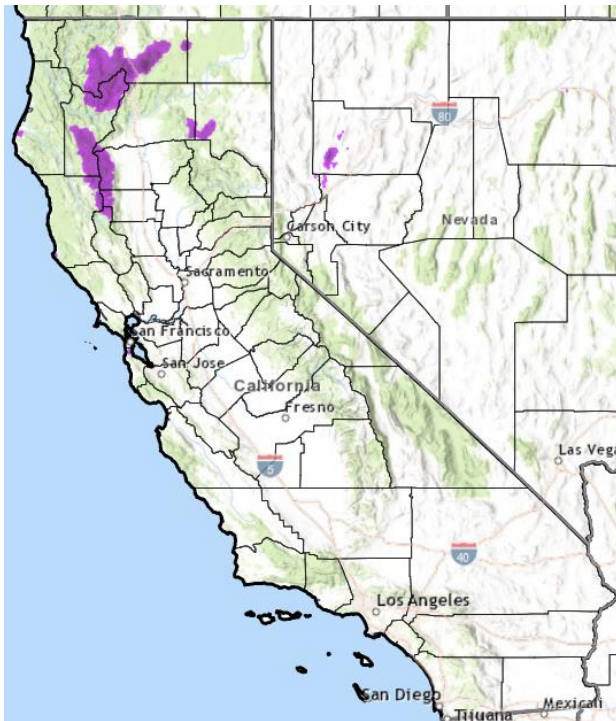 80
Nevada
Carson City
Sacramento
San Francisco
San Jose
California
Fresno
Las Vega
5
40
Los Angeles
San Diego
Tijuana
Mexicali